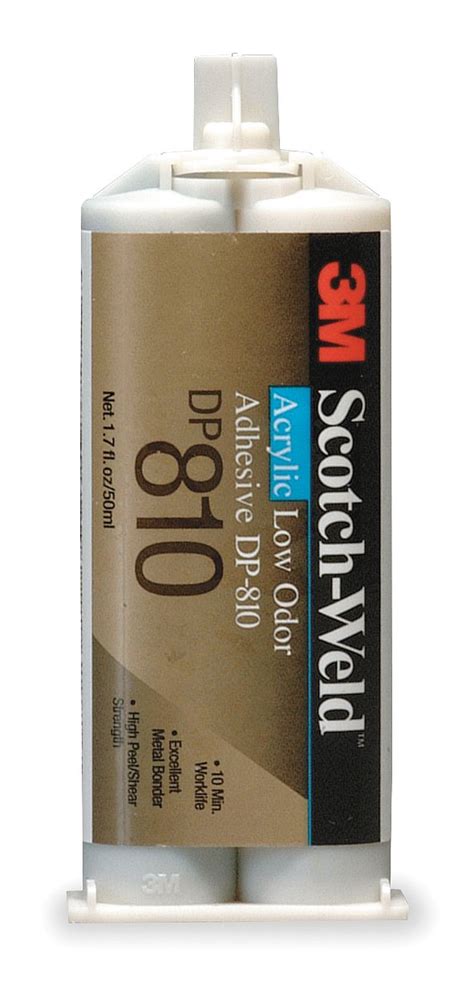 3M Scotch-Weld™
Acrylic Low Odor
Adhesive DP-810
DP
810
Net. 1.7 fl. oz/50ml
• 10 Min.
Worklife
• Excellent
Metal Bonder
• High Peel/Shear
Strength
3M